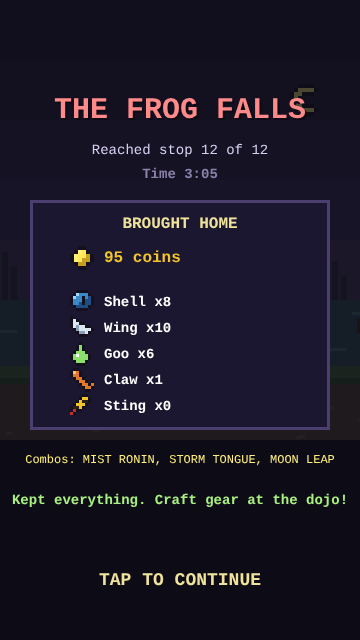 THE FROG FALLS
Reached stop 12 of 12
Time 3:05
BROUGHT HOME
95 coins
Shell x8
Wing x10
Goo x6
Claw x1
Sting x0
Combos: MIST RONIN, STORM TONGUE, MOON LEAP
Kept everything. Craft gear at the dojo!
TAP TO CONTINUE